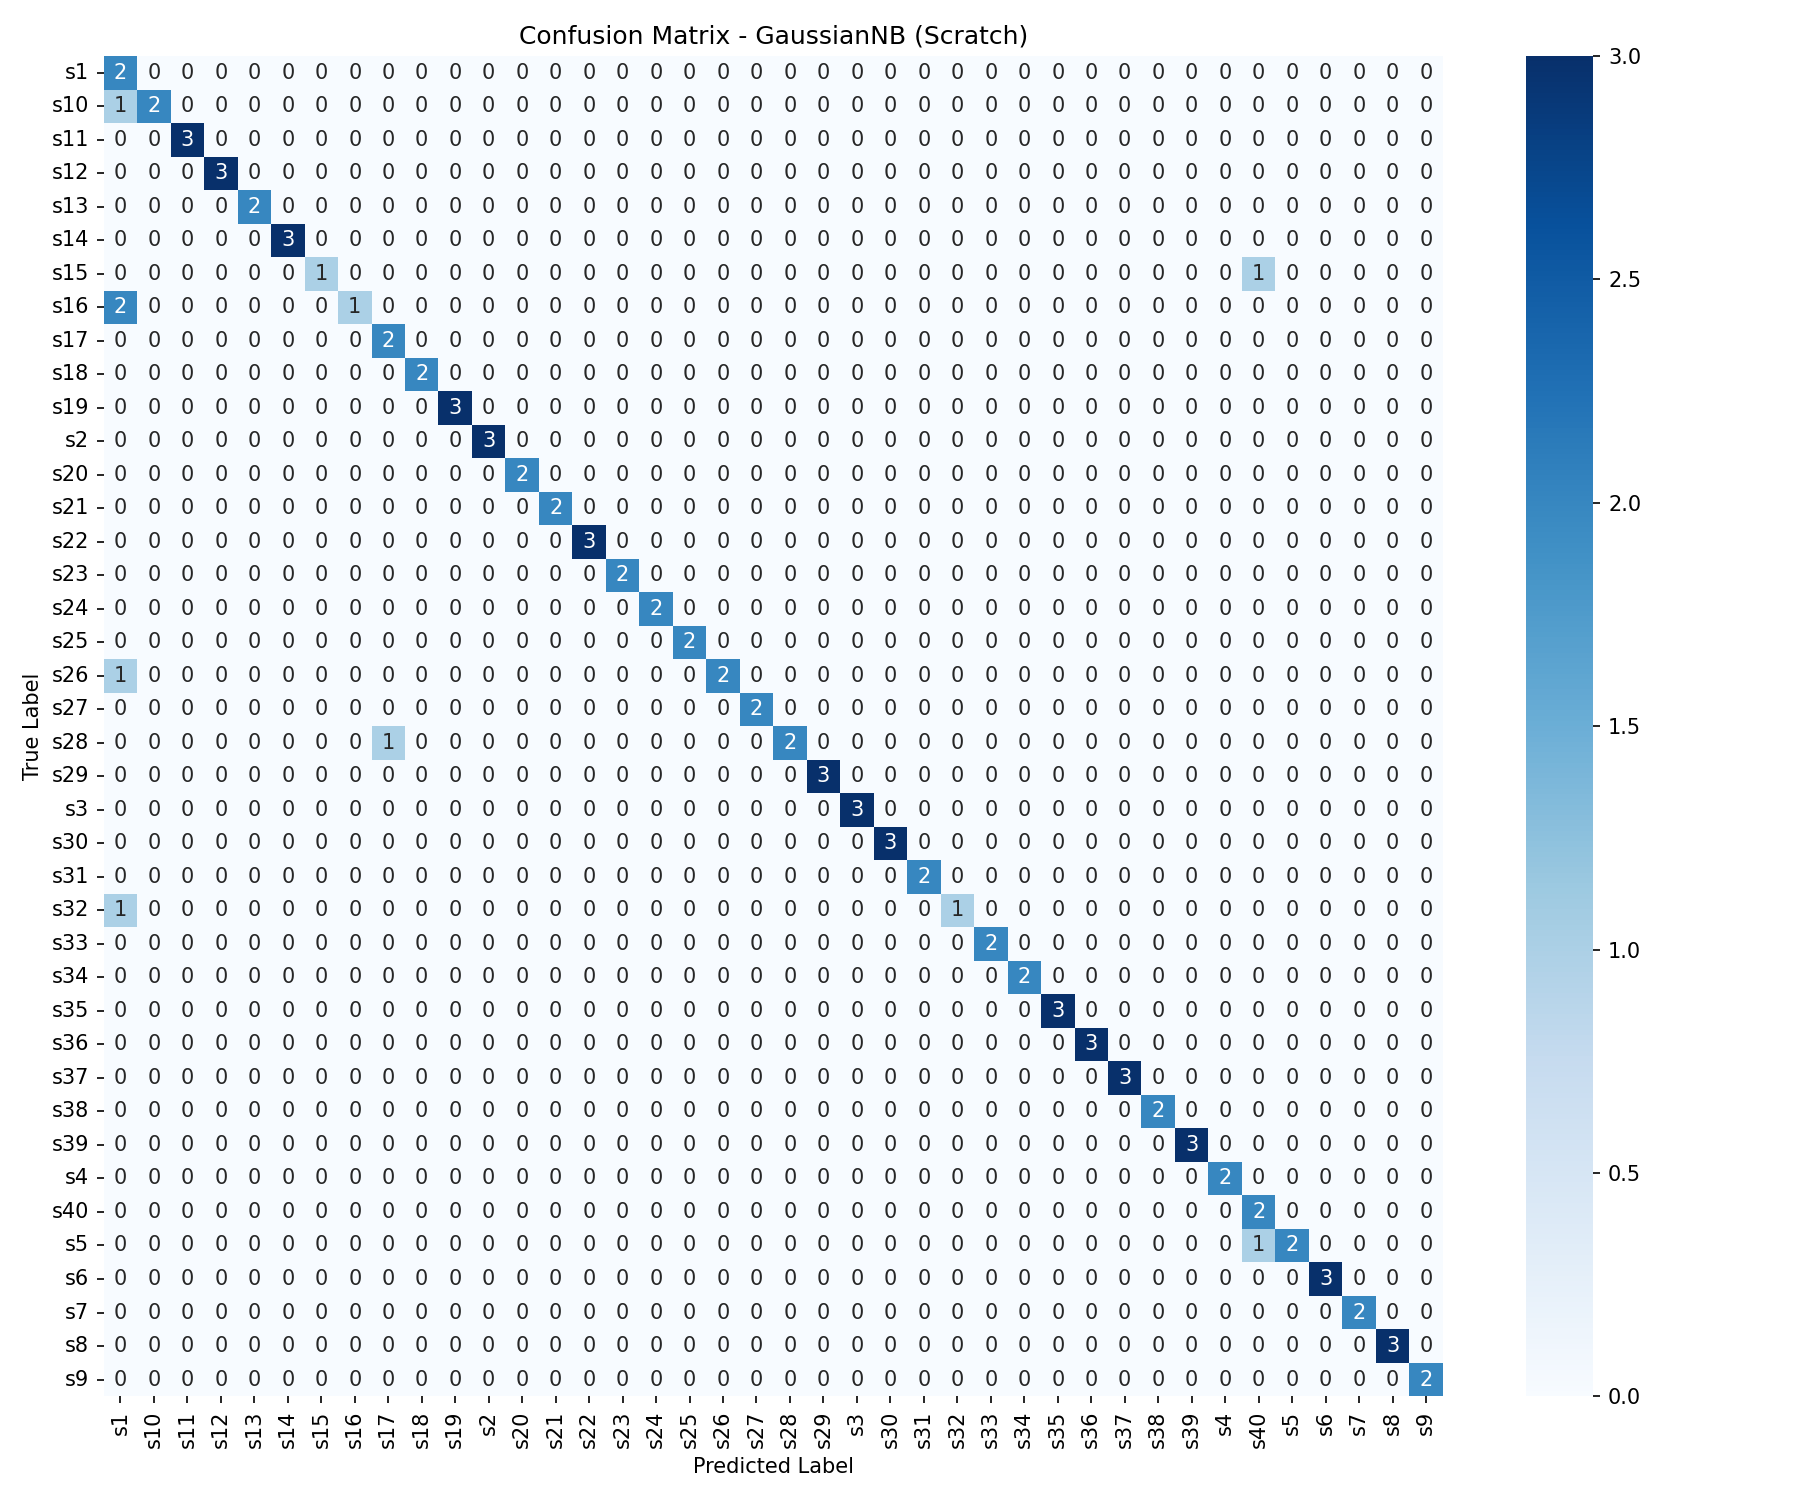 Confusion Matrix - GaussianNB (Scratch)
s1 2 0 0 0 0 0 0 0 0 0 0 0 0 0 0 0 0 0 0 0 0 0 0 0 0 0 0 0 0 0 0 0 0 0 0 0 0 0 0 0
s10 1 2 0 0 0 0 0 0 0 0 0 0 0 0 0 0 0 0 0 0 0 0 0 0 0 0 0 0 0 0 0 0 0 0 0 0 0 0 0 0
s11 0 0 3 0 0 0 0 0 0 0 0 0 0 0 0 0 0 0 0 0 0 0 0 0 0 0 0 0 0 0 0 0 0 0 0 0 0 0 0 0
s12 0 0 0 3 0 0 0 0 0 0 0 0 0 0 0 0 0 0 0 0 0 0 0 0 0 0 0 0 0 0 0 0 0 0 0 0 0 0 0 0
s13 0 0 0 0 2 0 0 0 0 0 0 0 0 0 0 0 0 0 0 0 0 0 0 0 0 0 0 0 0 0 0 0 0 0 0 0 0 0 0 0
s14 0 0 0 0 0 3 0 0 0 0 0 0 0 0 0 0 0 0 0 0 0 0 0 0 0 0 0 0 0 0 0 0 0 0 0 0 0 0 0 0
s15 0 0 0 0 0 0 1 0 0 0 0 0 0 0 0 0 0 0 0 0 0 0 0 0 0 0 0 0 0 0 0 0 0 0 1 0 0 0 0 0
s16 2 0 0 0 0 0 0 1 0 0 0 0 0 0 0 0 0 0 0 0 0 0 0 0 0 0 0 0 0 0 0 0 0 0 0 0 0 0 0 0
s17 0 0 0 0 0 0 0 0 2 0 0 0 0 0 0 0 0 0 0 0 0 0 0 0 0 0 0 0 0 0 0 0 0 0 0 0 0 0 0 0
s18 0 0 0 0 0 0 0 0 0 2 0 0 0 0 0 0 0 0 0 0 0 0 0 0 0 0 0 0 0 0 0 0 0 0 0 0 0 0 0 0
s19 0 0 0 0 0 0 0 0 0 0 3 0 0 0 0 0 0 0 0 0 0 0 0 0 0 0 0 0 0 0 0 0 0 0 0 0 0 0 0 0
s2 0 0 0 0 0 0 0 0 0 0 0 3 0 0 0 0 0 0 0 0 0 0 0 0 0 0 0 0 0 0 0 0 0 0 0 0 0 0 0 0
s20 0 0 0 0 0 0 0 0 0 0 0 0 2 0 0 0 0 0 0 0 0 0 0 0 0 0 0 0 0 0 0 0 0 0 0 0 0 0 0 0
s21 0 0 0 0 0 0 0 0 0 0 0 0 0 2 0 0 0 0 0 0 0 0 0 0 0 0 0 0 0 0 0 0 0 0 0 0 0 0 0 0
s22 0 0 0 0 0 0 0 0 0 0 0 0 0 0 3 0 0 0 0 0 0 0 0 0 0 0 0 0 0 0 0 0 0 0 0 0 0 0 0 0
s23 0 0 0 0 0 0 0 0 0 0 0 0 0 0 0 2 0 0 0 0 0 0 0 0 0 0 0 0 0 0 0 0 0 0 0 0 0 0 0 0
s24 0 0 0 0 0 0 0 0 0 0 0 0 0 0 0 0 2 0 0 0 0 0 0 0 0 0 0 0 0 0 0 0 0 0 0 0 0 0 0 0
s25 0 0 0 0 0 0 0 0 0 0 0 0 0 0 0 0 0 2 0 0 0 0 0 0 0 0 0 0 0 0 0 0 0 0 0 0 0 0 0 0
s26 1 0 0 0 0 0 0 0 0 0 0 0 0 0 0 0 0 0 2 0 0 0 0 0 0 0 0 0 0 0 0 0 0 0 0 0 0 0 0 0
s27 0 0 0 0 0 0 0 0 0 0 0 0 0 0 0 0 0 0 0 2 0 0 0 0 0 0 0 0 0 0 0 0 0 0 0 0 0 0 0 0
s28 0 0 0 0 0 0 0 0 1 0 0 0 0 0 0 0 0 0 0 0 2 0 0 0 0 0 0 0 0 0 0 0 0 0 0 0 0 0 0 0
s29 0 0 0 0 0 0 0 0 0 0 0 0 0 0 0 0 0 0 0 0 0 3 0 0 0 0 0 0 0 0 0 0 0 0 0 0 0 0 0 0
s3 0 0 0 0 0 0 0 0 0 0 0 0 0 0 0 0 0 0 0 0 0 0 3 0 0 0 0 0 0 0 0 0 0 0 0 0 0 0 0 0
s30 0 0 0 0 0 0 0 0 0 0 0 0 0 0 0 0 0 0 0 0 0 0 0 3 0 0 0 0 0 0 0 0 0 0 0 0 0 0 0 0
s31 0 0 0 0 0 0 0 0 0 0 0 0 0 0 0 0 0 0 0 0 0 0 0 0 2 0 0 0 0 0 0 0 0 0 0 0 0 0 0 0
s32 1 0 0 0 0 0 0 0 0 0 0 0 0 0 0 0 0 0 0 0 0 0 0 0 0 1 0 0 0 0 0 0 0 0 0 0 0 0 0 0
s33 0 0 0 0 0 0 0 0 0 0 0 0 0 0 0 0 0 0 0 0 0 0 0 0 0 0 2 0 0 0 0 0 0 0 0 0 0 0 0 0
s34 0 0 0 0 0 0 0 0 0 0 0 0 0 0 0 0 0 0 0 0 0 0 0 0 0 0 0 2 0 0 0 0 0 0 0 0 0 0 0 0
s35 0 0 0 0 0 0 0 0 0 0 0 0 0 0 0 0 0 0 0 0 0 0 0 0 0 0 0 0 3 0 0 0 0 0 0 0 0 0 0 0
s36 0 0 0 0 0 0 0 0 0 0 0 0 0 0 0 0 0 0 0 0 0 0 0 0 0 0 0 0 0 3 0 0 0 0 0 0 0 0 0 0
s37 0 0 0 0 0 0 0 0 0 0 0 0 0 0 0 0 0 0 0 0 0 0 0 0 0 0 0 0 0 0 3 0 0 0 0 0 0 0 0 0
s38 0 0 0 0 0 0 0 0 0 0 0 0 0 0 0 0 0 0 0 0 0 0 0 0 0 0 0 0 0 0 0 2 0 0 0 0 0 0 0 0
s39 0 0 0 0 0 0 0 0 0 0 0 0 0 0 0 0 0 0 0 0 0 0 0 0 0 0 0 0 0 0 0 0 3 0 0 0 0 0 0 0
s4 0 0 0 0 0 0 0 0 0 0 0 0 0 0 0 0 0 0 0 0 0 0 0 0 0 0 0 0 0 0 0 0 0 2 0 0 0 0 0 0
s40 0 0 0 0 0 0 0 0 0 0 0 0 0 0 0 0 0 0 0 0 0 0 0 0 0 0 0 0 0 0 0 0 0 0 2 0 0 0 0 0
s5 0 0 0 0 0 0 0 0 0 0 0 0 0 0 0 0 0 0 0 0 0 0 0 0 0 0 0 0 0 0 0 0 0 0 1 2 0 0 0 0
s6 0 0 0 0 0 0 0 0 0 0 0 0 0 0 0 0 0 0 0 0 0 0 0 0 0 0 0 0 0 0 0 0 0 0 0 0 3 0 0 0
s7 0 0 0 0 0 0 0 0 0 0 0 0 0 0 0 0 0 0 0 0 0 0 0 0 0 0 0 0 0 0 0 0 0 0 0 0 0 2 0 0
s8 0 0 0 0 0 0 0 0 0 0 0 0 0 0 0 0 0 0 0 0 0 0 0 0 0 0 0 0 0 0 0 0 0 0 0 0 0 0 3 0
s9 0 0 0 0 0 0 0 0 0 0 0 0 0 0 0 0 0 0 0 0 0 0 0 0 0 0 0 0 0 0 0 0 0 0 0 0 0 0 0 2
s1 s10 s11 s12 s13 s14 s15 s16 s17 s18 s19 s2 s20 s21 s22 s23 s24 s25 s26 s27 s28 s29 s3 s30 s31 s32 s33 s34 s35 s36 s37 s38 s39 s4 s40 s5 s6 s7 s8 s9
Predicted Label
True Label
3.0
2.5
2.0
1.5
1.0
0.5
0.0